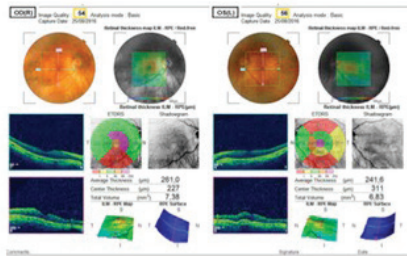 OD(R)
Image Quality
Analysis mode : Basic
Capture Date
Retinal thickness map ILM - RPE / Red-free
Retinal thickness ILM - RPE(μm)
ETDRS
Shadowgram
T
N
Average Thickness (μm) 261,0
Center Thickness (μm) 227
Total Volume (mm³) 7.38
ILM - RPE Map
RPE Surface
Comments
OS(L)
Image Quality
Analysis mode : Basic
Capture Date
Retinal thickness map ILM - RPE / Red-free
Retinal thickness ILM - RPE(μm)
ETDRS
Shadowgram
N
T
Average Thickness (μm) 241,6
Center Thickness (μm) 311
Total Volume (mm³) 6.83
ILM - RPE Map
RPE Surface
Signature
Date